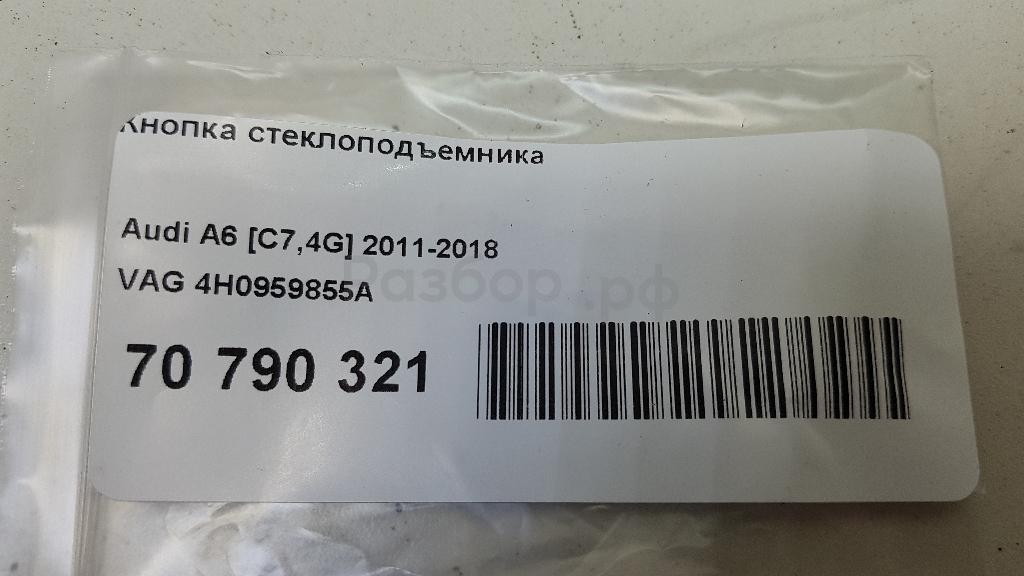 Кнопка стеклоподъемника
Audi A6 [C7,4G] 2011-2018
VAG 4H0959855A
Разбор.рф
70 790 321